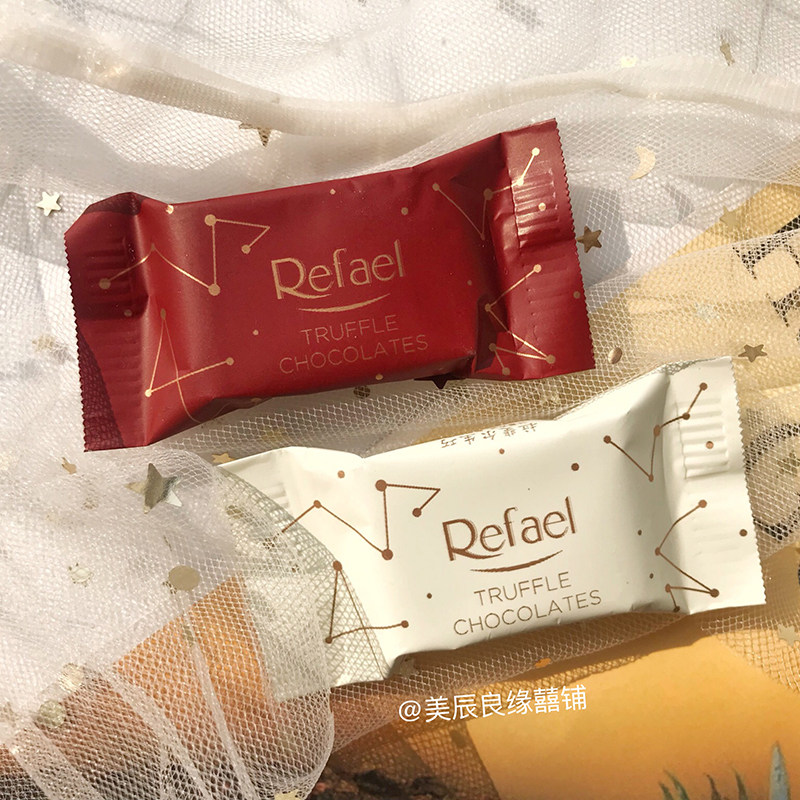 Refael
TRUFFLE
CHOCOLATES
Refael
TRUFFLE
CHOCOLATES
@美辰良缘囍铺